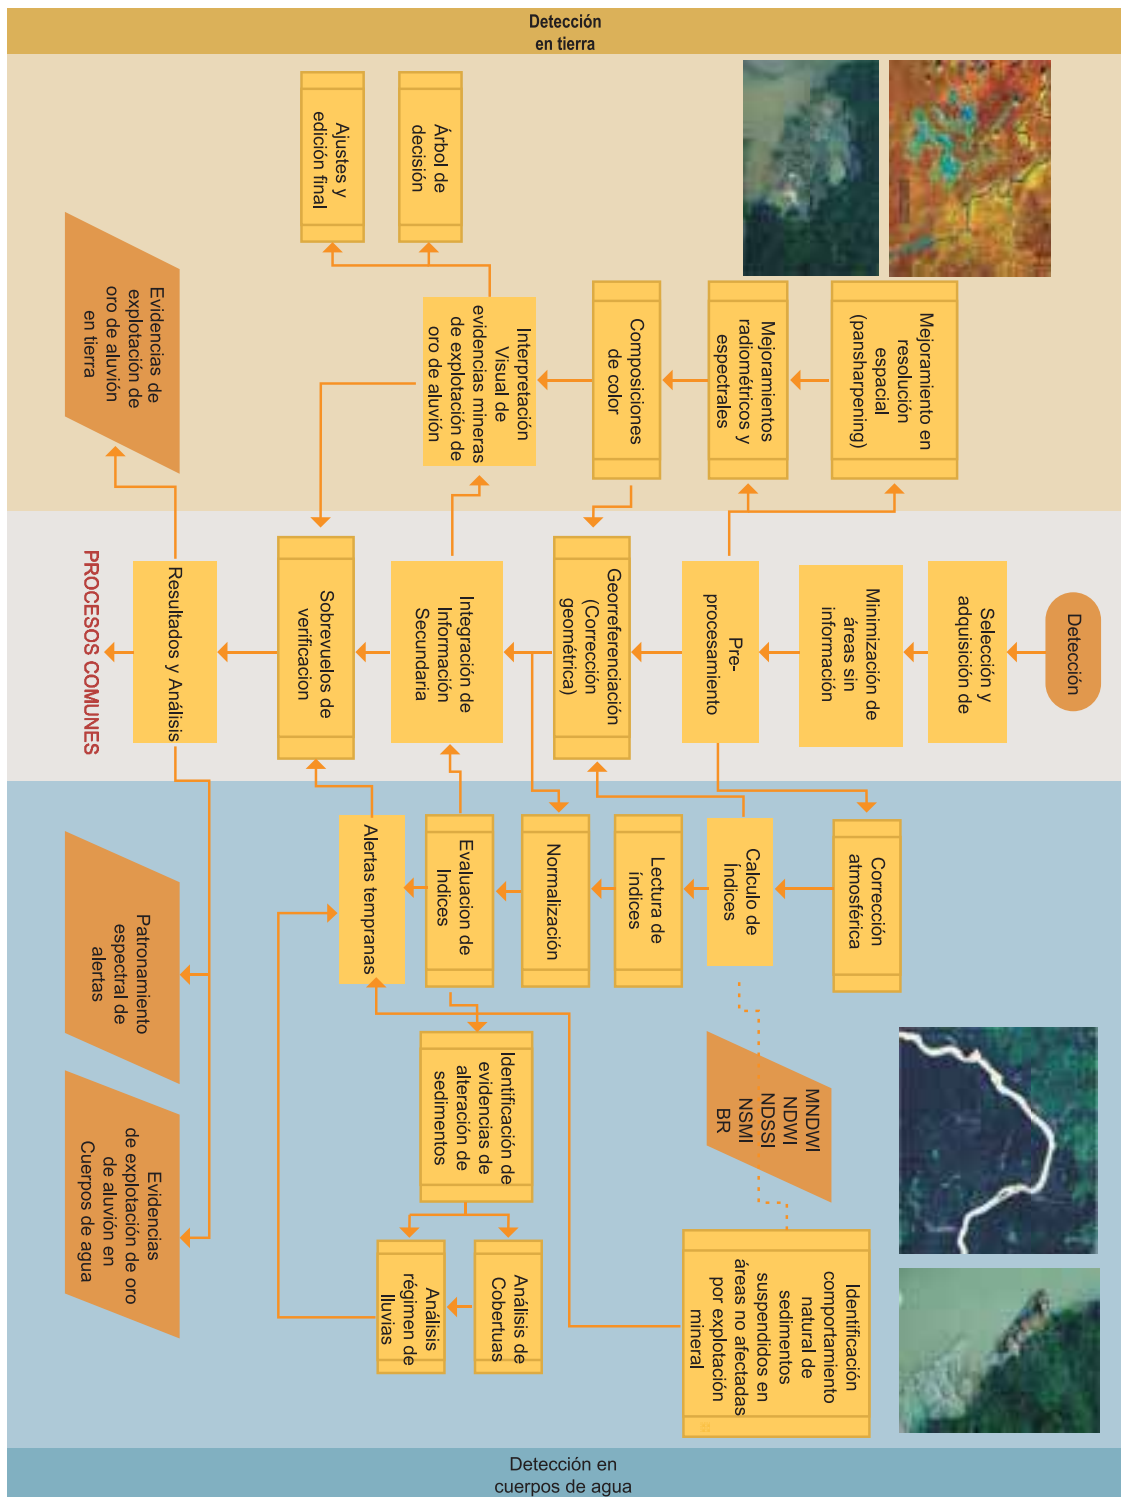 Detección
en tierra
Mejoramiento en
resolución
espacial
(pansharpening)
Mejoramientos
radiométricos y
espectrales
Composiciones
de color
Interpretación
Visual de
evidencias mineras
de explotación de
oro de aluvión
Árbol de
decisión
Ajustes y
edición final
Evidencias de
explotación de
oro de aluvión
en tierra
Detección
Selección y
adquisición de
Minimización de
áreas sin
información
Pre-
procesamiento
Georreferenciación
(Corrección
geométrica)
Integración de
Información
Secundaria
Sobrevuelos de
verificacion
Resultados y Análisis
PROCESOS COMUNES
Corrección
atmosférica
Calculo de
Índices
Lectura de
índices
Normalización
Evaluacion de
Indices
Alertas tempranas
MNDWI
NDWI
NDSSI
NSMI
BR
Identificación de
evidencias de
alteración de
sedimentos
Identificación
comportamiento
natural de
sedimentos
suspendidos en
áreas no afectadas
por explotación
mineral
Análisis de
Cobertuas
Análisis
régimen de
lluvias
Patronamiento
espectral de
alertas
Evidencias
de explotación de oro
de aluvión en
Cuerpos de agua
Detección en
cuerpos de agua